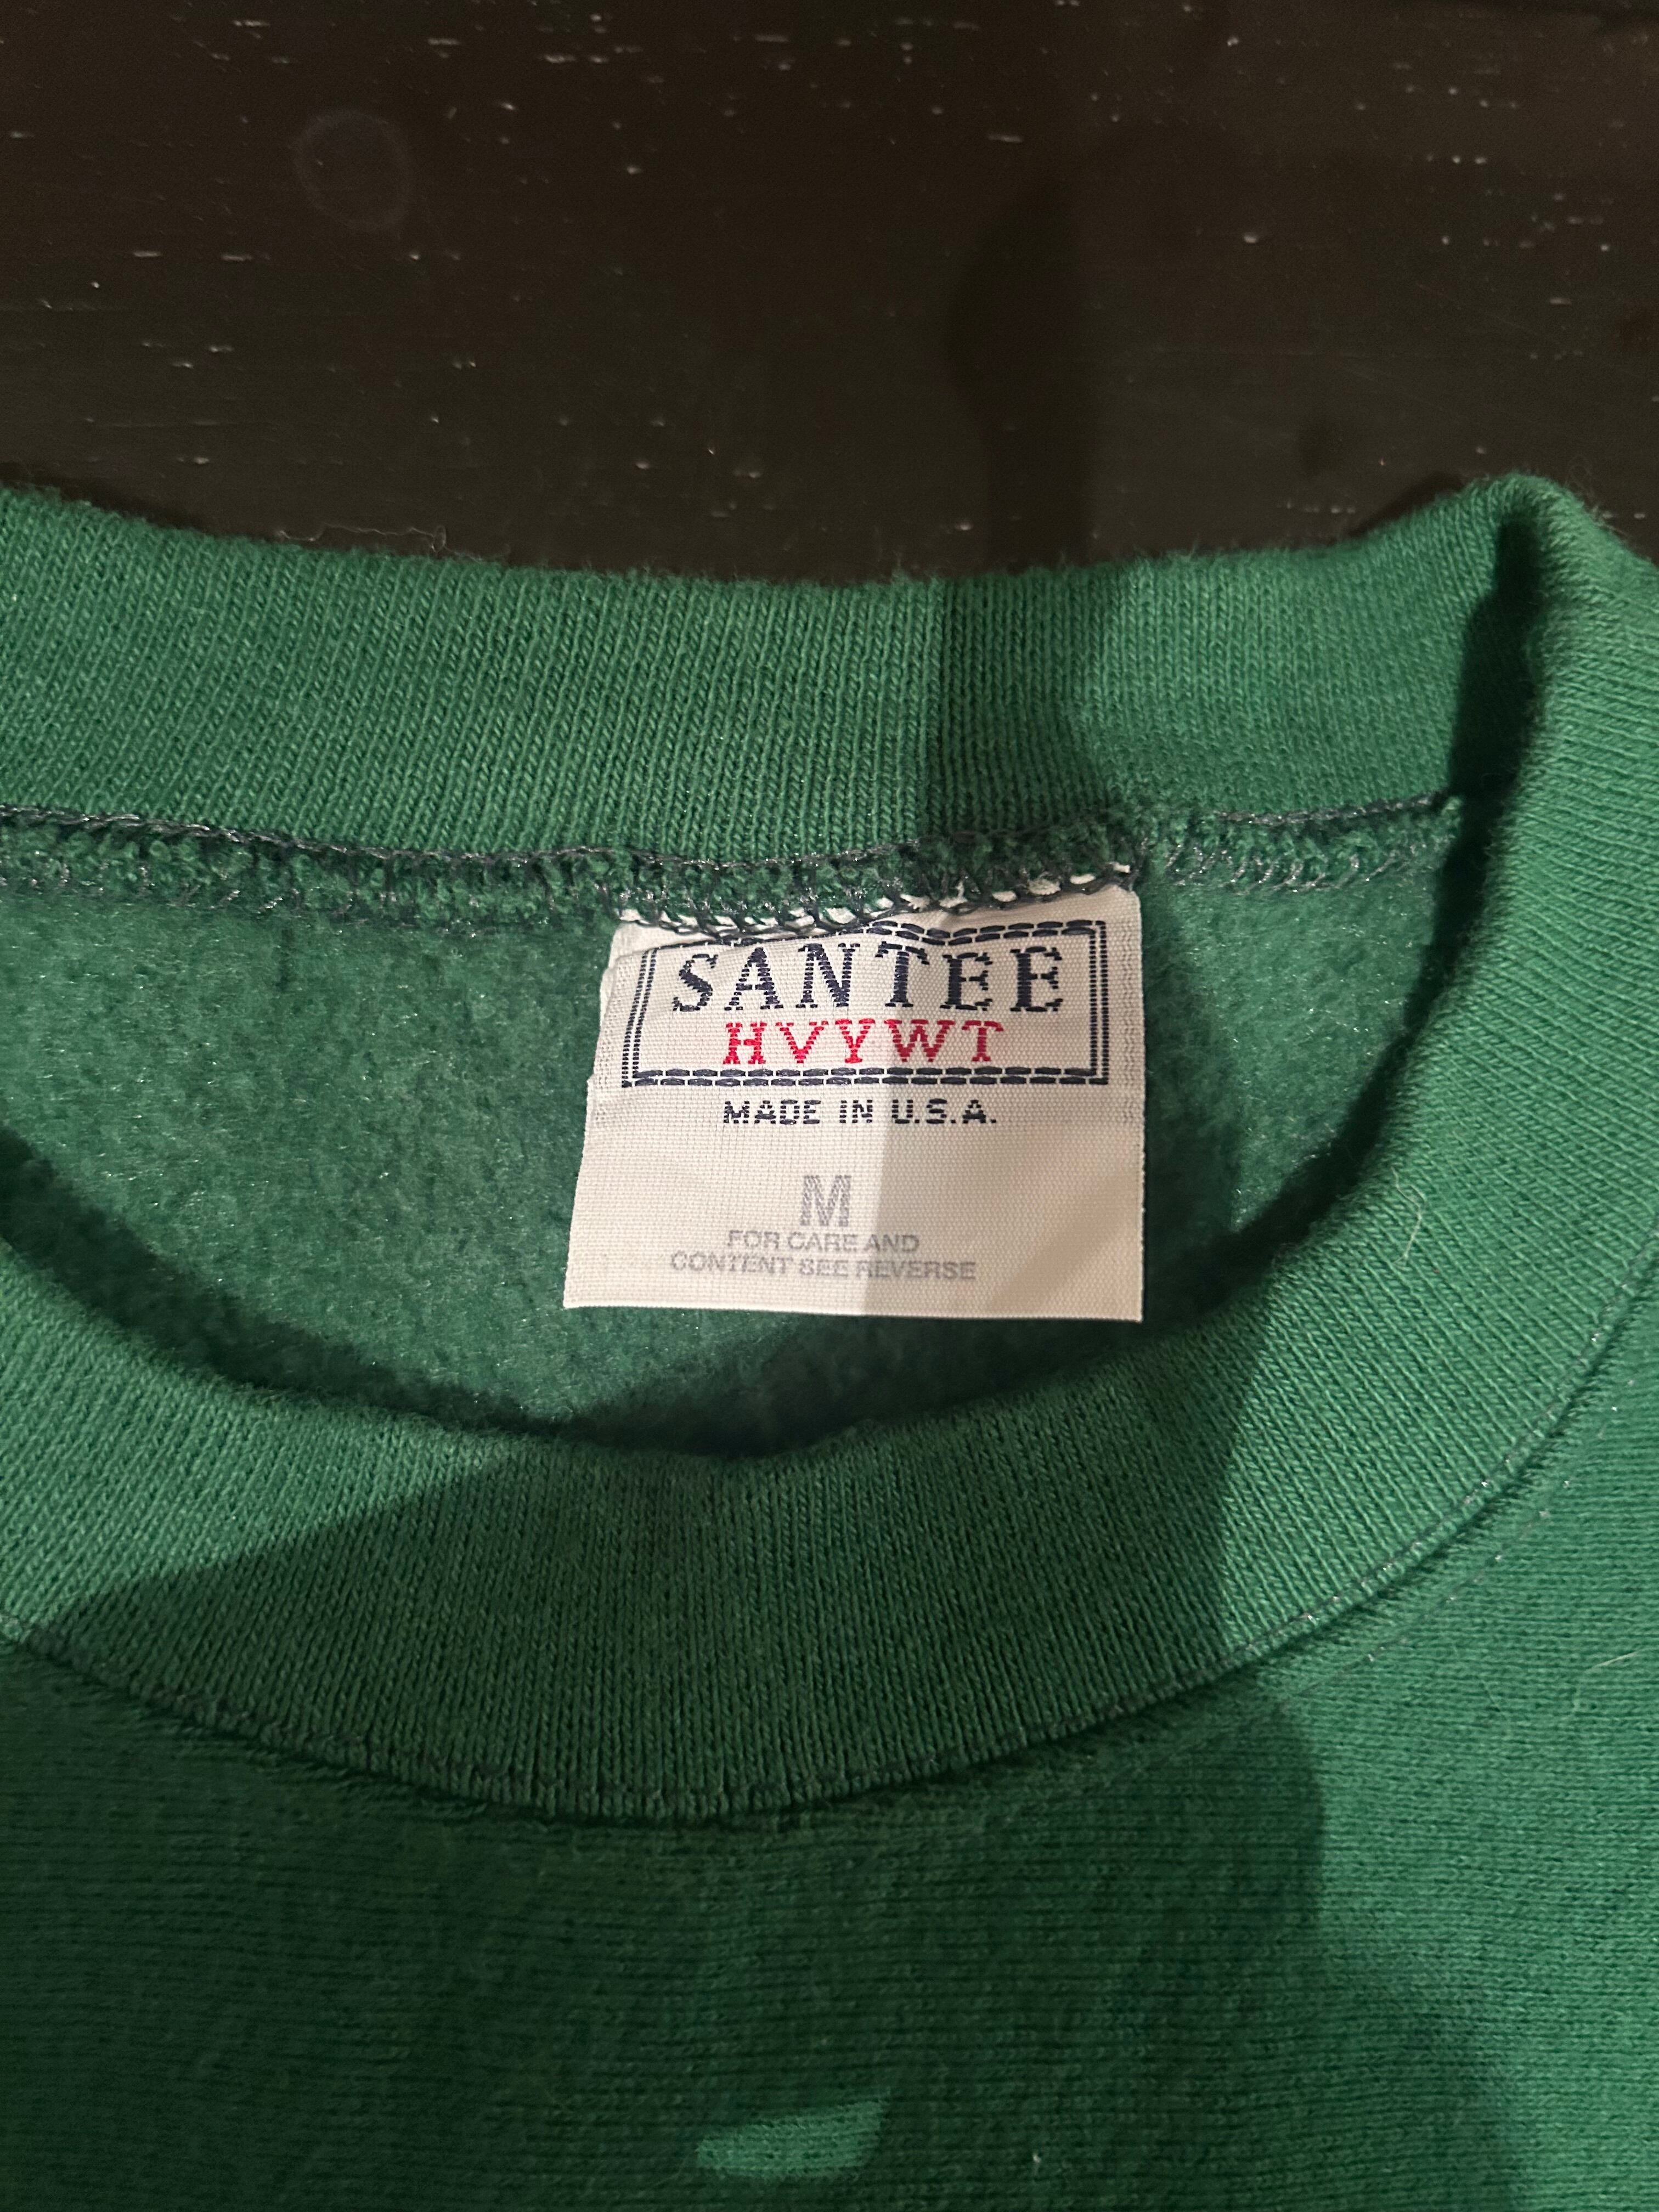 SANTEE
HVYWT
MADE IN U.S.A.
M
FOR CARE AND
CONTENT SEE REVERSE